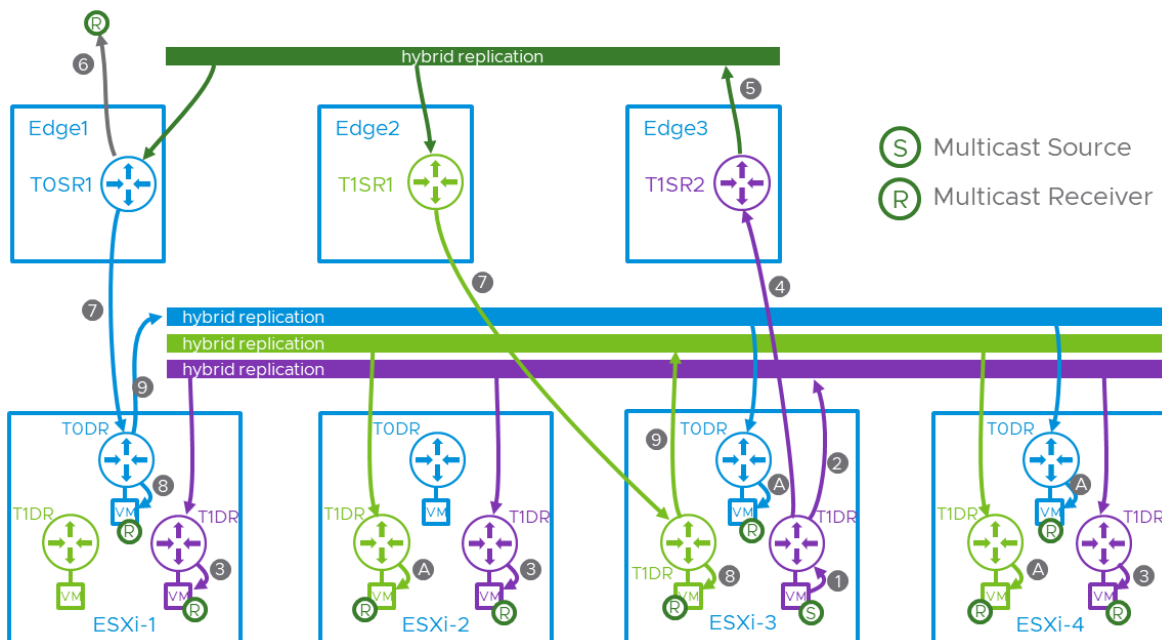 R
6
hybrid replication
5
Edge1
Edge2
Edge3
S Multicast Source
R Multicast Receiver
T0SR1
T1SR1
T1SR2
7
7
4
hybrid replication
hybrid replication
hybrid replication
9
9
2
T0DR
T0DR
T0DR
T0DR
8
A
A
VM
VM
VM
VM
R
R
R
T1DR
T1DR
T1DR
T1DR
T1DR
T1DR
T1DR
T1DR
3
A
3
8
1
A
3
VM
VM
VM
VM
VM
VM
VM
VM
R
R
R
R
S
R
R
ESXi-1
ESXi-2
ESXi-3
ESXi-4